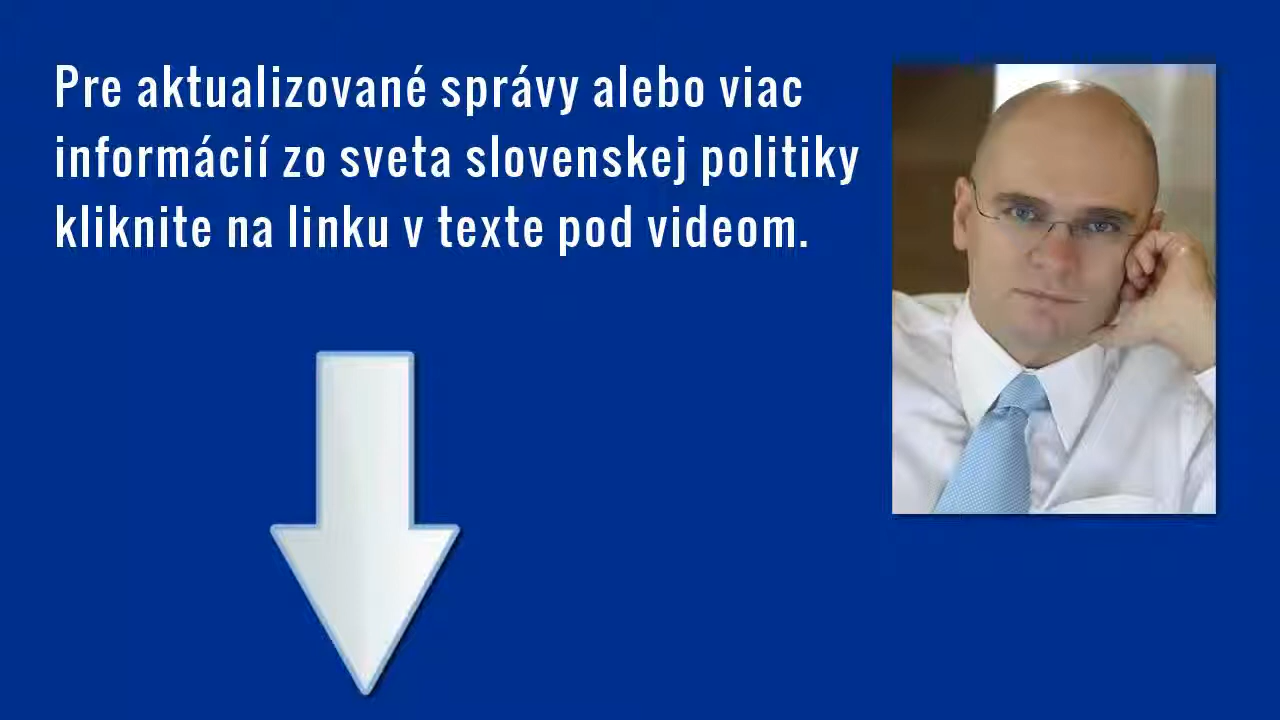 Pre aktualizované správy alebo viac
informácií zo sveta slovenskej politiky
kliknite na linku v texte pod videom.